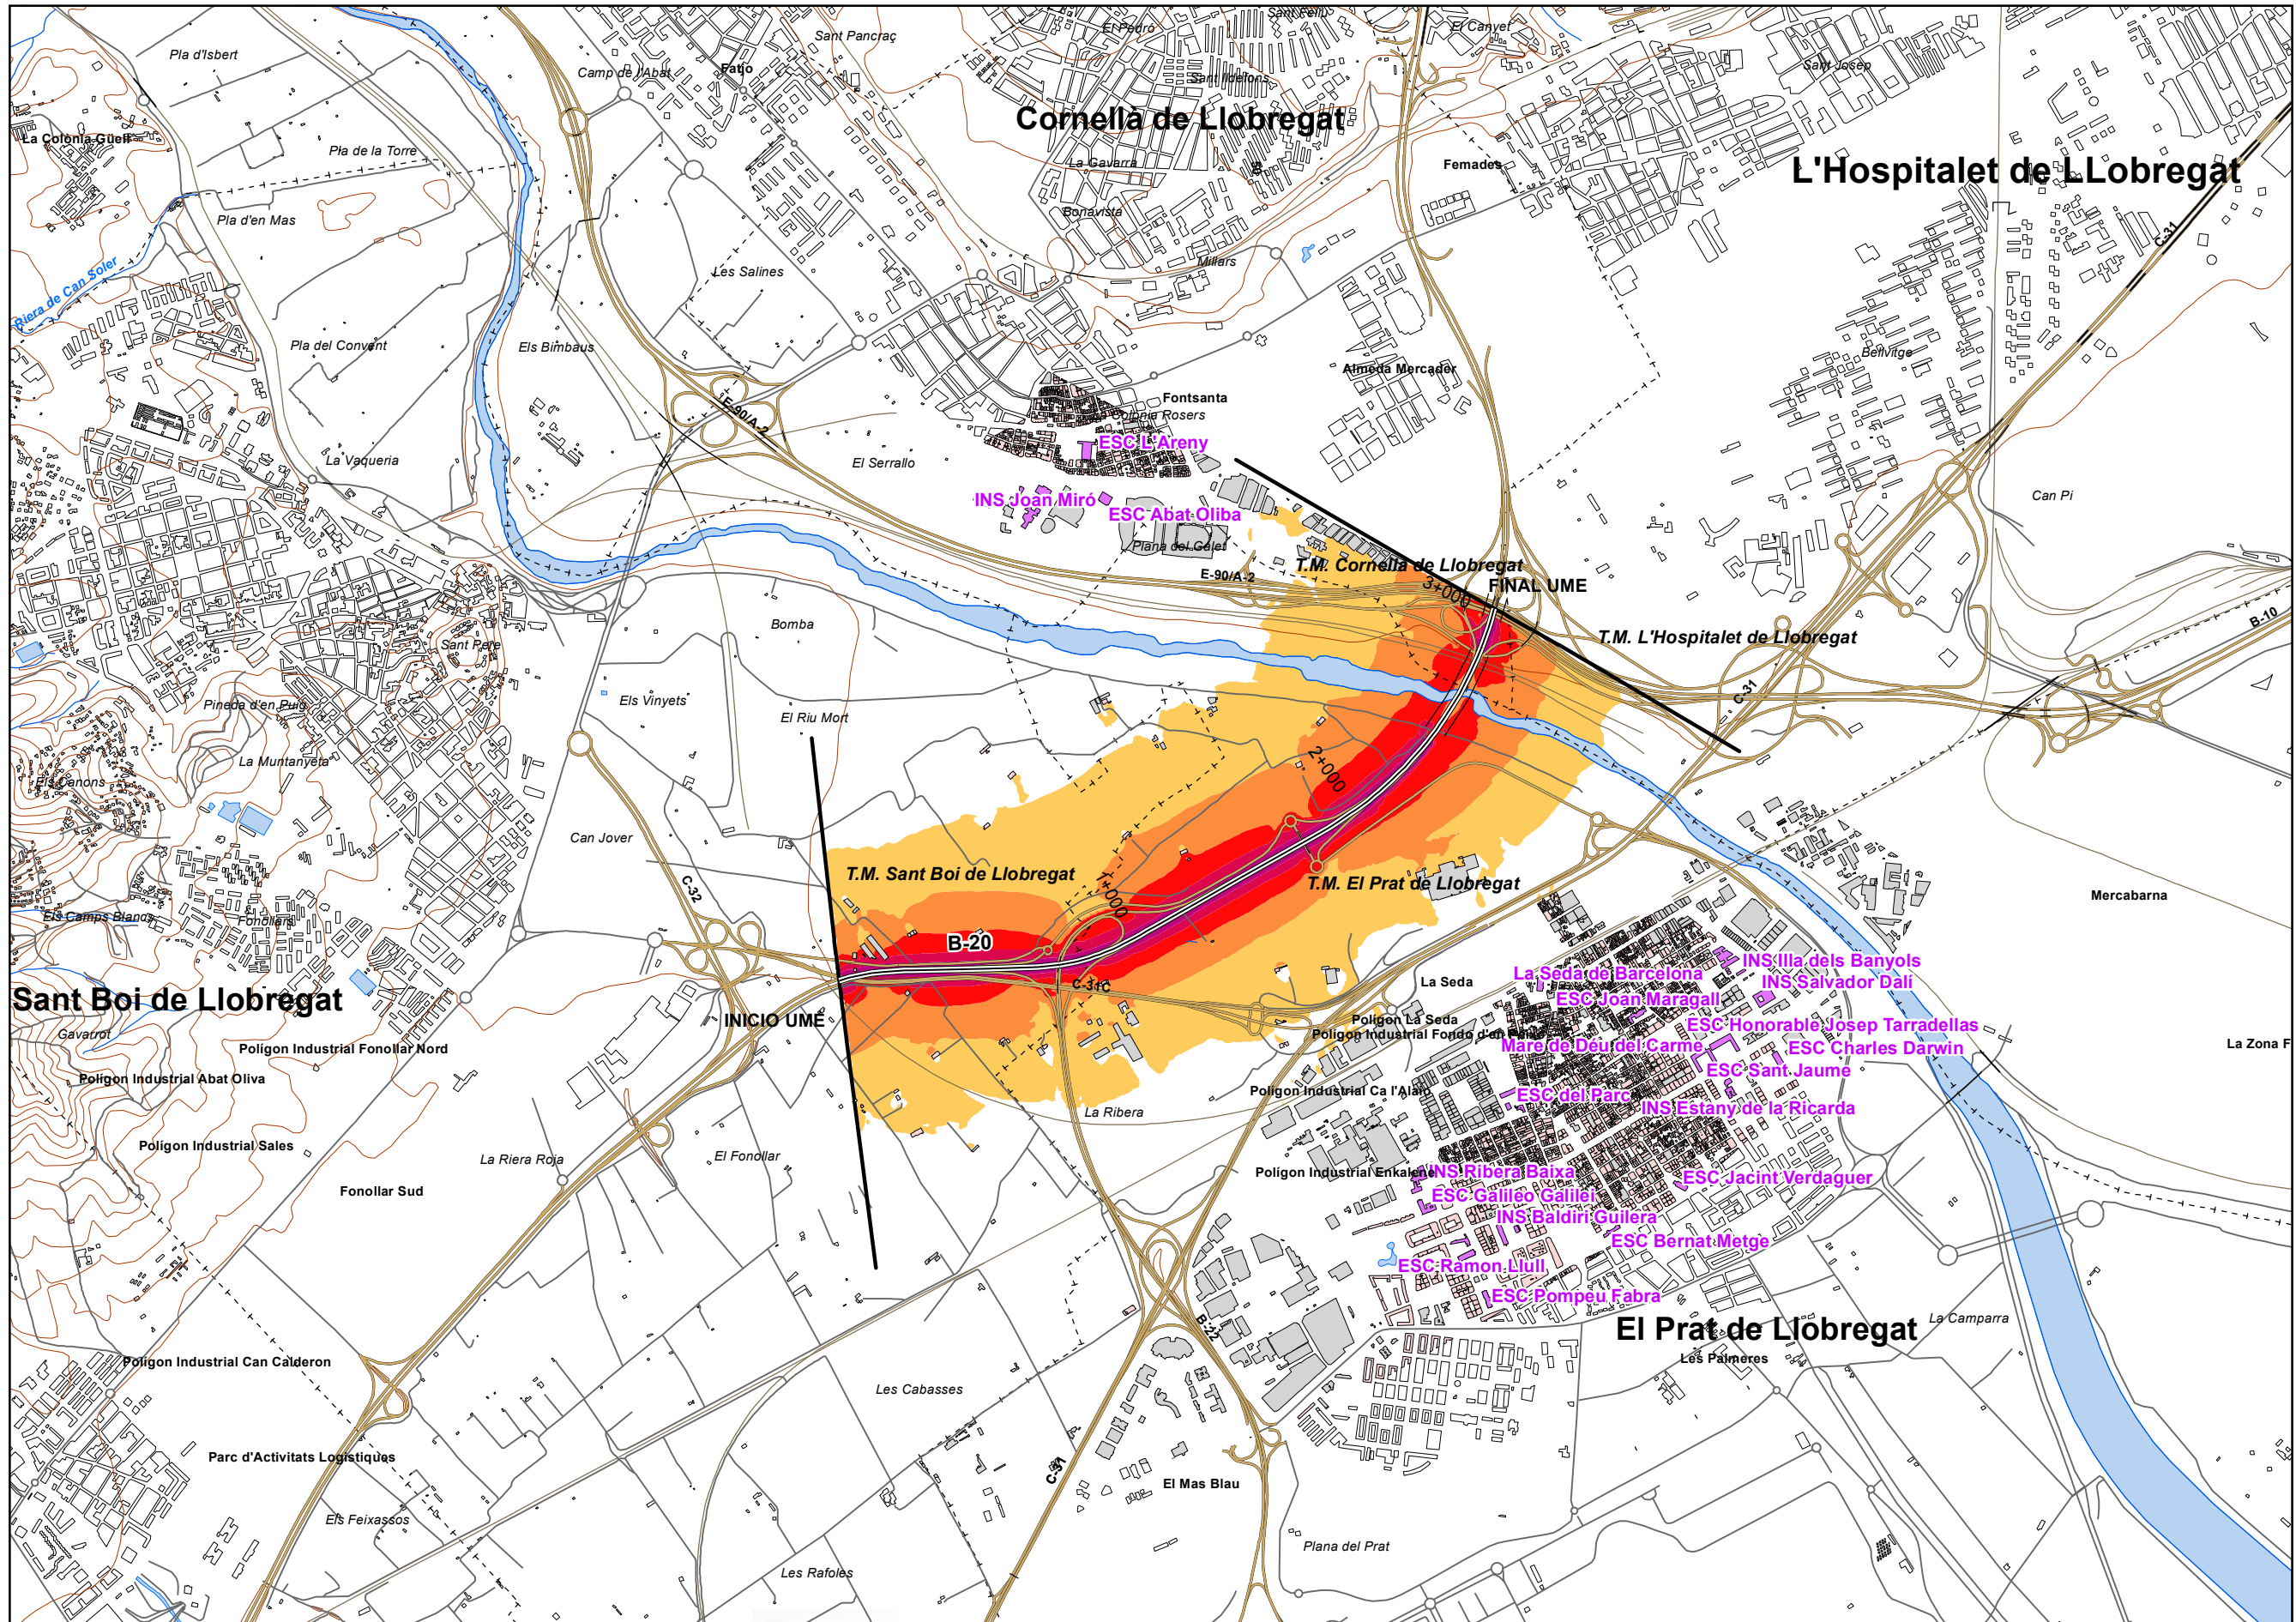 Sant Feliu
El Pedró
El Canyet
Sant Pancraç
Pla d'Isbert
Sant Josep
Camp de l'Abat
Fatjo
Sant Ildefons
Cornellà de Llobregat
La Colònia Güell
Pla de la Torre
La Gavarra
Femades
L'Hospitalet de LLobregat
Pla d'en Mas
Bonavista
C-31
Riera de Can Soler
Les Salines
Millars
Pla del Convent
Els Bimbaus
Bellvitge
Almeda Mercader
E-90/A-2
Fontsanta
Colònia Rosers
ESC L'Areny
La Vaqueria
El Serrallo
INS Joan Miró
ESC Abat Oliba
Can Pi
Plana del Galet
T.M. Cornellà de Llobregat
E-90/A-2
3+000
FINAL UME
Bomba
B-10
T.M. L'Hospitalet de Llobregat
Sant Pere
Els Vinyets
C-31
Pineda d'en Puig
El Riu Mort
La Muntanyeta
2+000
Els Canons
Can Jover
T.M. Sant Boi de Llobregat
C-32
1+000
T.M. El Prat de Llobregat
Mercabarna
Els Camps Blancs
Fonollars
B-20
INS Illa dels Banyols
La Seda de Barcelona
La Seda
INS Salvador Dalí
C-31C
Sant Boi de Llobregat
ESC Joan Maragall
INICIO UME
Polígon La Seda
ESC Honorable Josep Tarradellas
Gavarrot
Polígon Industrial Fondo d'en
Polígon Industrial Fonollar Nord
Mare de Déu del Carme
ESC Charles Darwin
La Zona F
ESC Sant Jaume
Polígon Industrial Abat Oliva
Polígon Industrial Ca l'Alaio
ESC del Parc
La Ribera
INS Estany de la Ricarda
Polígon Industrial Sales
La Riera Roja
El Fonollar
Polígon Industrial Enkalene
INS Ribera Baixa
ESC Jacint Verdaguer
Fonollar Sud
ESC Galileo Galilei
INS Baldiri Guilera
ESC Bernat Metge
ESC Ramon Llull
ESC Pompeu Fabra
La Camparra
El Prat de Llobregat
B-22
Polígon Industrial Can Calderon
Les Palmeres
Les Cabasses
Parc d'Activitats Logístiques
C-31
El Mas Blau
Els Feixassos
Plana del Prat
Les Rafoles